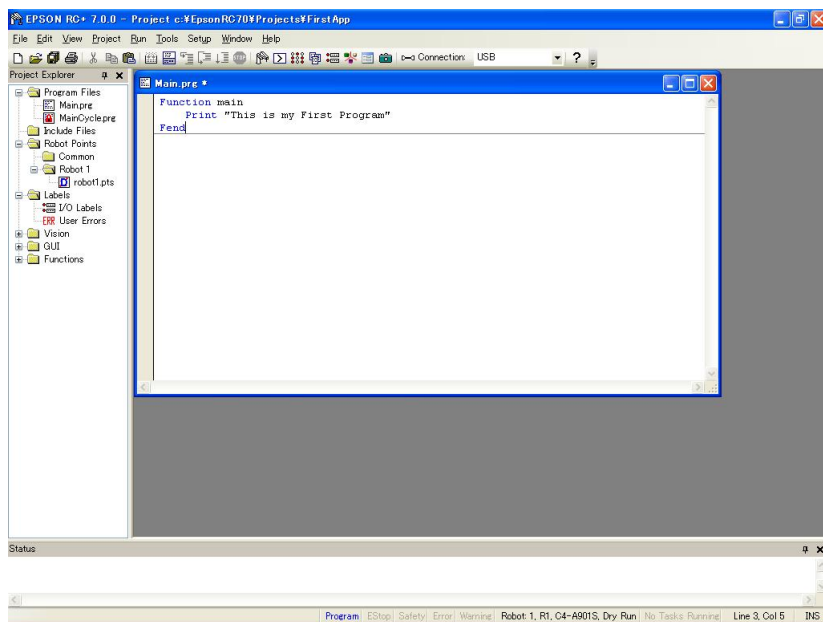 EPSON RC+ 7.0.0 - Project c:¥EpsonRC70¥Projects¥FirstApp
File Edit View Project Run Tools Setup Window Help
Connection: USB
?
Project Explorer
Program Files
Main.prg
MainCycle.prg
Include Files
Robot Points
Common
Robot 1
robot1.pts
Labels
I/O Labels
ERR User Errors
Vision
GUI
Functions
Main.prg *
Function main
Print "This is my First Program"
Fend
Status
Program EStop Safety Error Warning Robot: 1, R1, C4-A901S, Dry Run No Tasks Running Line 3, Col 5 INS